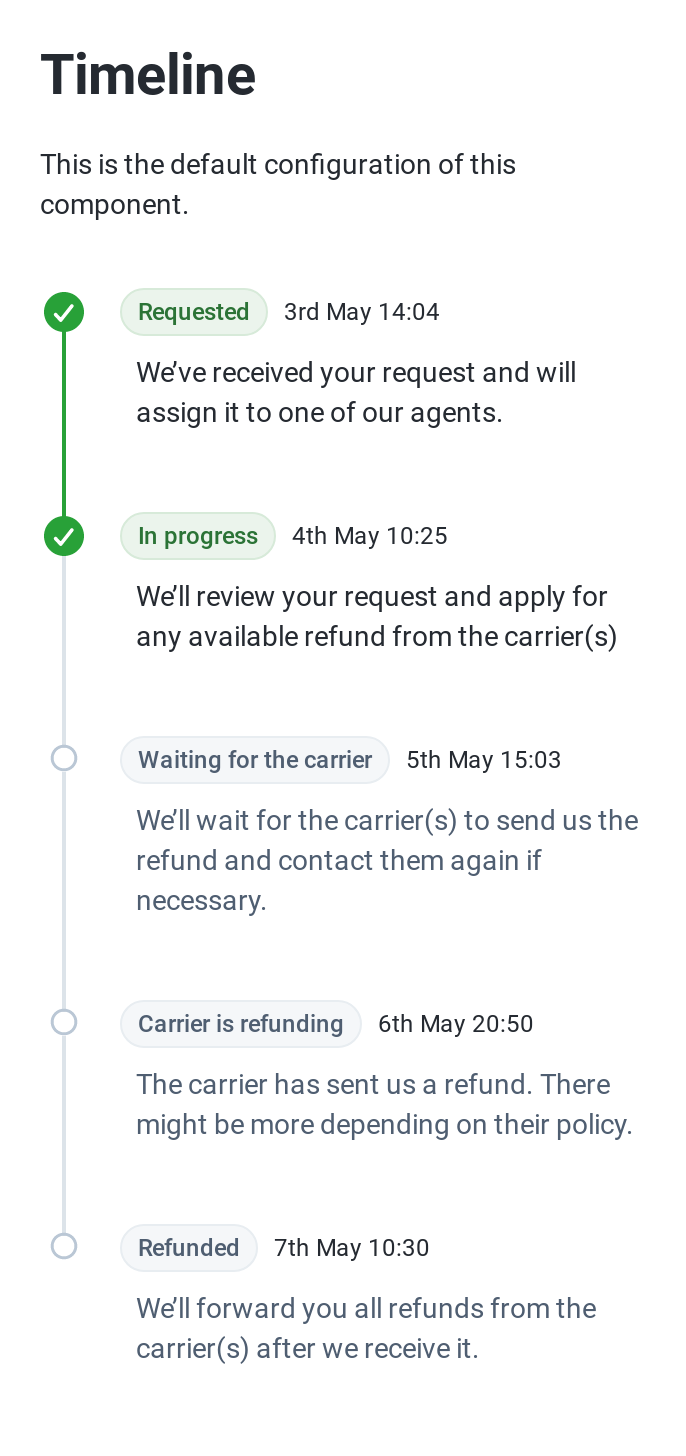 Timeline
This is the default configuration of this
component.
Requested 3rd May 14:04
We’ve received your request and will
assign it to one of our agents.
In progress 4th May 10:25
We’ll review your request and apply for
any available refund from the carrier(s)
Waiting for the carrier 5th May 15:03
We’ll wait for the carrier(s) to send us the
refund and contact them again if
necessary.
Carrier is refunding 6th May 20:50
The carrier has sent us a refund. There
might be more depending on their policy.
Refunded 7th May 10:30
We’ll forward you all refunds from the
carrier(s) after we receive it.